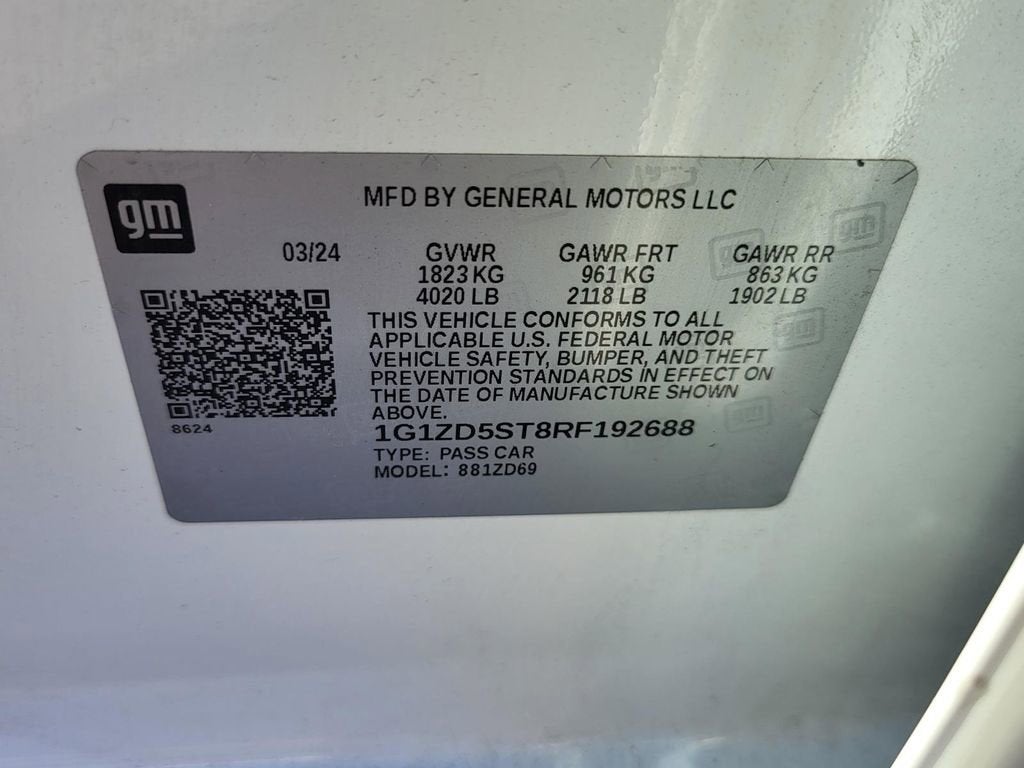 gm
MFD BY GENERAL MOTORS LLC
03/24 GVWR GAWR FRT GAWR RR
1823 KG 961 KG 863 KG
4020 LB 2118 LB 1902 LB
THIS VEHICLE CONFORMS TO ALL
APPLICABLE U.S. FEDERAL MOTOR
VEHICLE SAFETY, BUMPER, AND THEFT
PREVENTION STANDARDS IN EFFECT ON
THE DATE OF MANUFACTURE SHOWN
ABOVE.
8624
1G1ZD5ST8RF192688
TYPE: PASS CAR
MODEL: 881ZD69